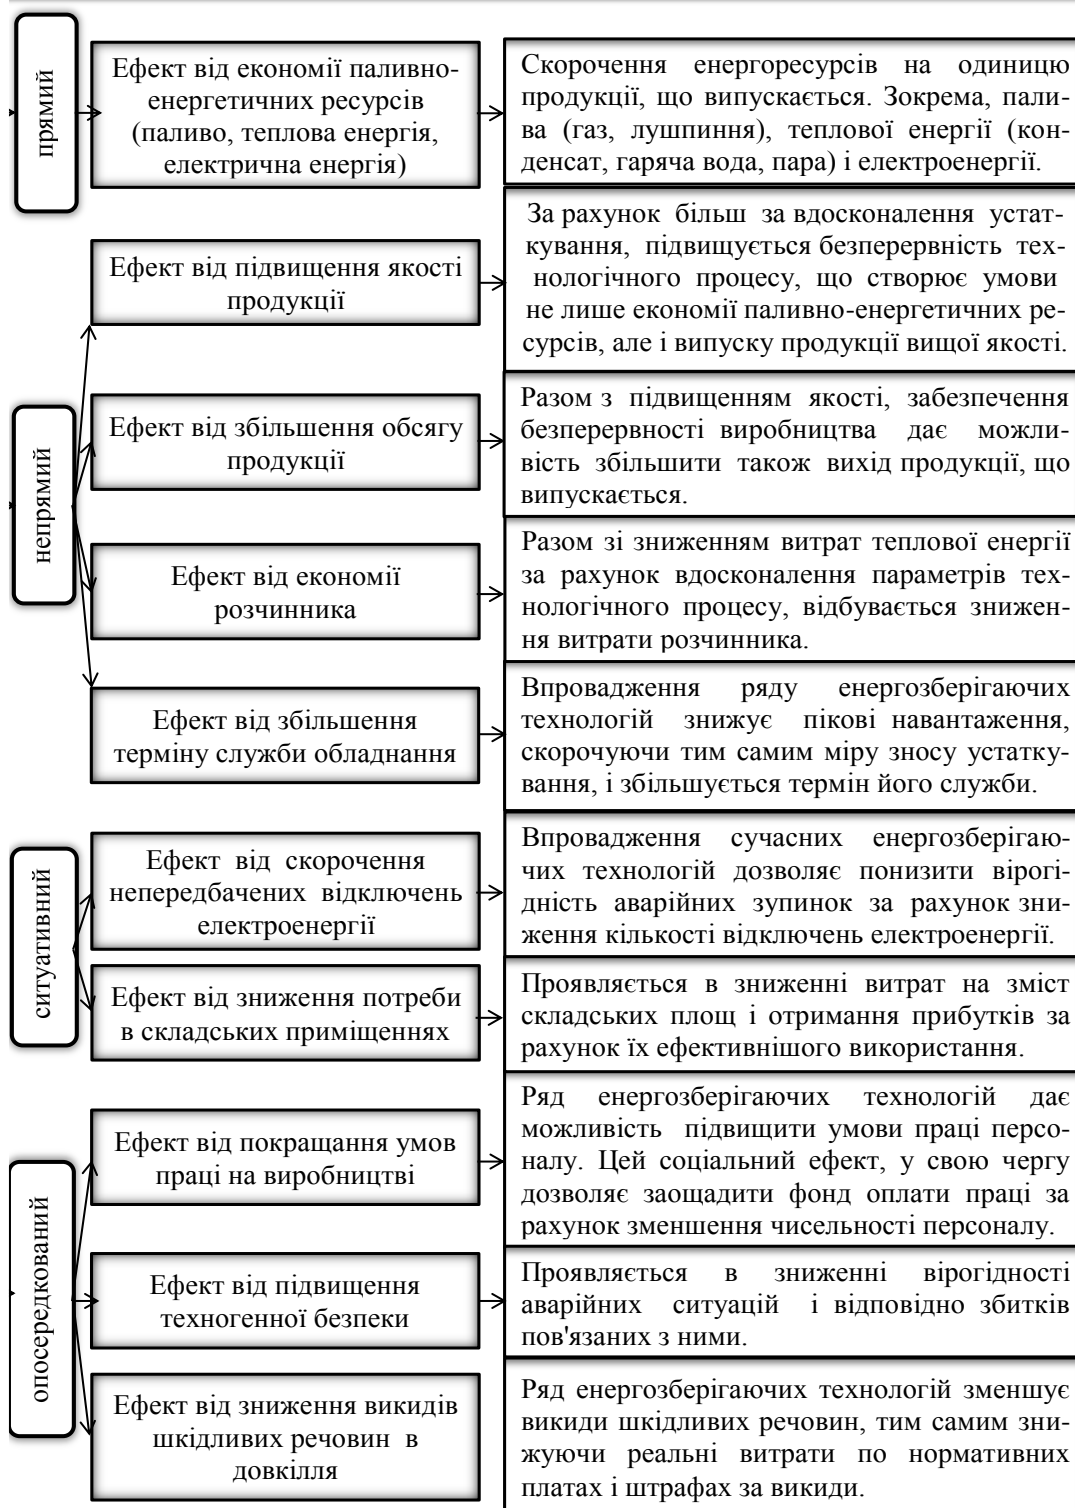 прямий
Ефект від економії паливно-
енергетичних ресурсів
(паливо, теплова енергія,
електрична енергія)
Скорочення енергоресурсів на одиницю
продукції, що випускається. Зокрема, пали-
ва (газ, лушпиння), теплової енергії (кон-
денсат, гаряча вода, пара) і електроенергії.
непрямий
Ефект від підвищення якості
продукції
За рахунок більш за вдосконалення устат-
кування, підвищується безперервність тех-
нологічного процесу, що створює умови
не лише економії паливно-енергетичних ре-
сурсів, але і випуску продукції вищої якості.
Ефект від збільшення обсягу
продукції
Разом з підвищенням якості, забезпечення
безперервності виробництва дає можли-
вість збільшити також вихід продукції, що
випускається.
Ефект від економії
розчинника
Разом зі зниженням витрат теплової енергії
за рахунок вдосконалення параметрів тех-
нологічного процесу, відбувається знижен-
ня витрати розчинника.
Ефект від збільшення
терміну служби обладнання
Впровадження ряду енергозберігаючих
технологій знижує пікові навантаження,
скорочуючи тим самим міру зносу устатку-
вання, і збільшується термін його служби.
ситуативний
Ефект від скорочення
непередбачених відключень
електроенергії
Впровадження сучасних енергозберігаю-
чих технологій дозволяє понизити вірогі-
дність аварійних зупинок за рахунок зни-
ження кількості відключень електроенергії.
Ефект від зниження потреби
в складських приміщеннях
Проявляється в зниженні витрат на зміст
складських площ і отримання прибутків за
рахунок їх ефективнішого використання.
опосередкований
Ефект від покращання умов
праці на виробництві
Ряд енергозберігаючих технологій дає
можливість підвищити умови праці персо-
налу. Цей соціальний ефект, у свою чергу
дозволяє заощадити фонд оплати праці за
рахунок зменшення чисельності персоналу.
Ефект від підвищення
техногенної безпеки
Проявляється в зниженні вірогідності
аварійних ситуацій і відповідно збитків
пов'язаних з ними.
Ефект від зниження викидів
шкідливих речовин в
довкілля
Ряд енергозберігаючих технологій зменшує
викиди шкідливих речовин, тим самим зни-
жуючи реальні витрати по нормативних
платах і штрафах за викиди.